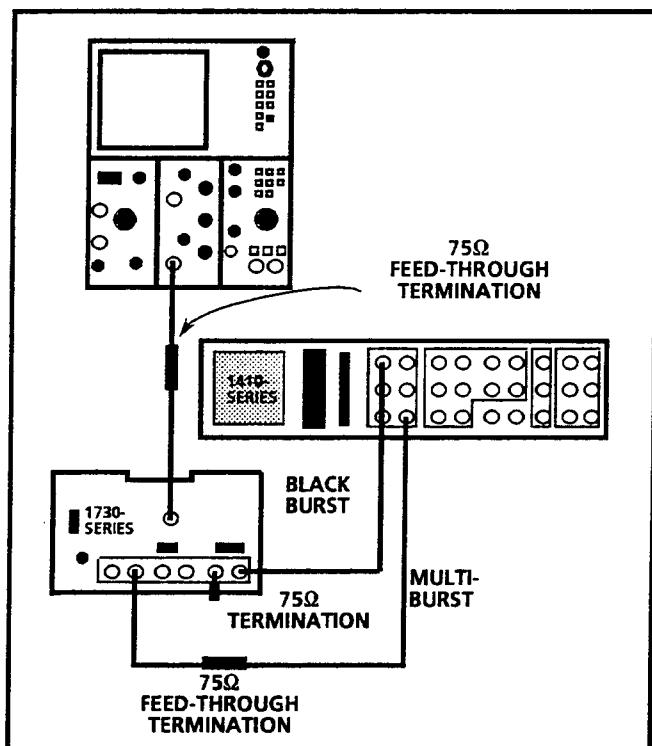 75Ω
FEED-THROUGH
TERMINATION
1410-
SERIES
BLACK
BURST
1730-
SERIES
MULTI-
BURST
75Ω
TERMINATION
75Ω
FEED-THROUGH
TERMINATION